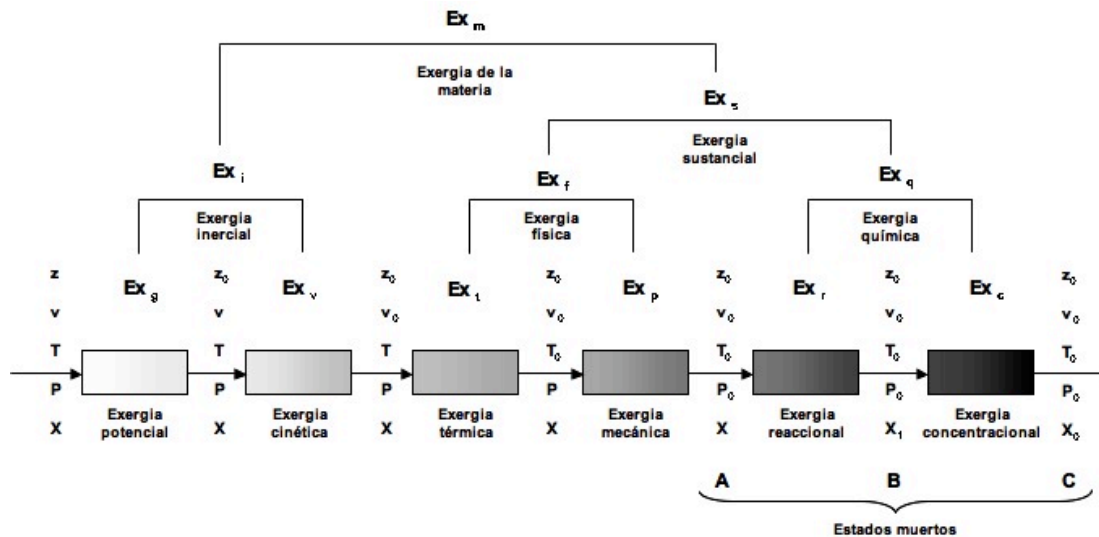 Ex m
Exergia de la
materia
Ex s
Exergia
sustancial
Ex i
Ex f
Ex q
Exergia
inercial
Exergia
física
Exergia
química
z
v
T
P
X
Ex g
Exergia
potencial
z0
v
T
P
X
Ex v
Exergia
cinética
z0
v0
T
P
X
Ex t
Exergia
térmica
z0
v0
T0
P
X
Ex p
Exergia
mecánica
z0
v0
T0
P0
X
Ex r
Exergia
reaccional
z0
v0
T0
P0
X1
Ex c
Exergia
concentracional
z0
v0
T0
P0
X0
A B C
Estados muertos